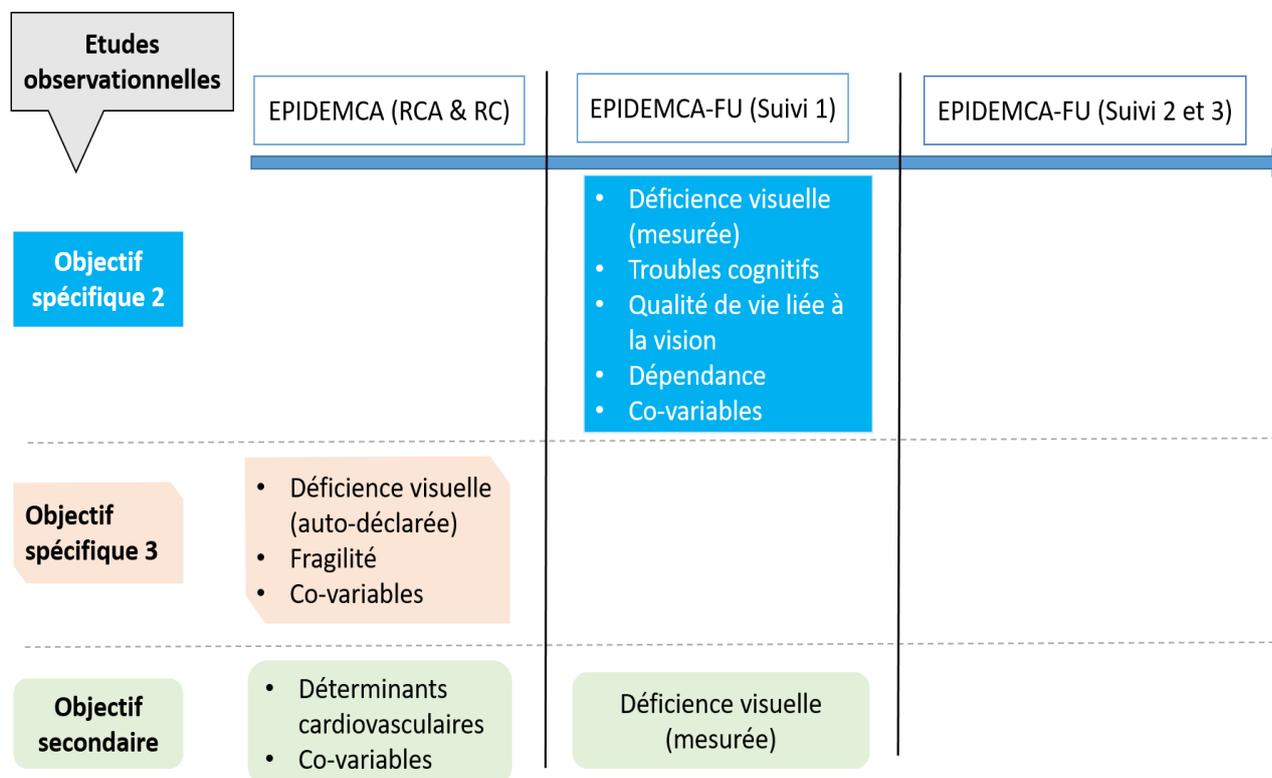 Etudes
observationnelles
EPIDEMCA (RCA & RC)
EPIDEMCA-FU (Suivi 1)
EPIDEMCA-FU (Suivi 2 et 3)
Objectif
spécifique 2
• Déficience visuelle
(mesurée)
• Troubles cognitifs
• Qualité de vie liée à
la vision
• Dépendance
• Co-variables
Objectif
spécifique 3
• Déficience visuelle
(auto-déclarée)
• Fragilité
• Co-variables
Objectif
secondaire
• Déterminants
cardiovasculaires
• Co-variables
Déficience visuelle
(mesurée)